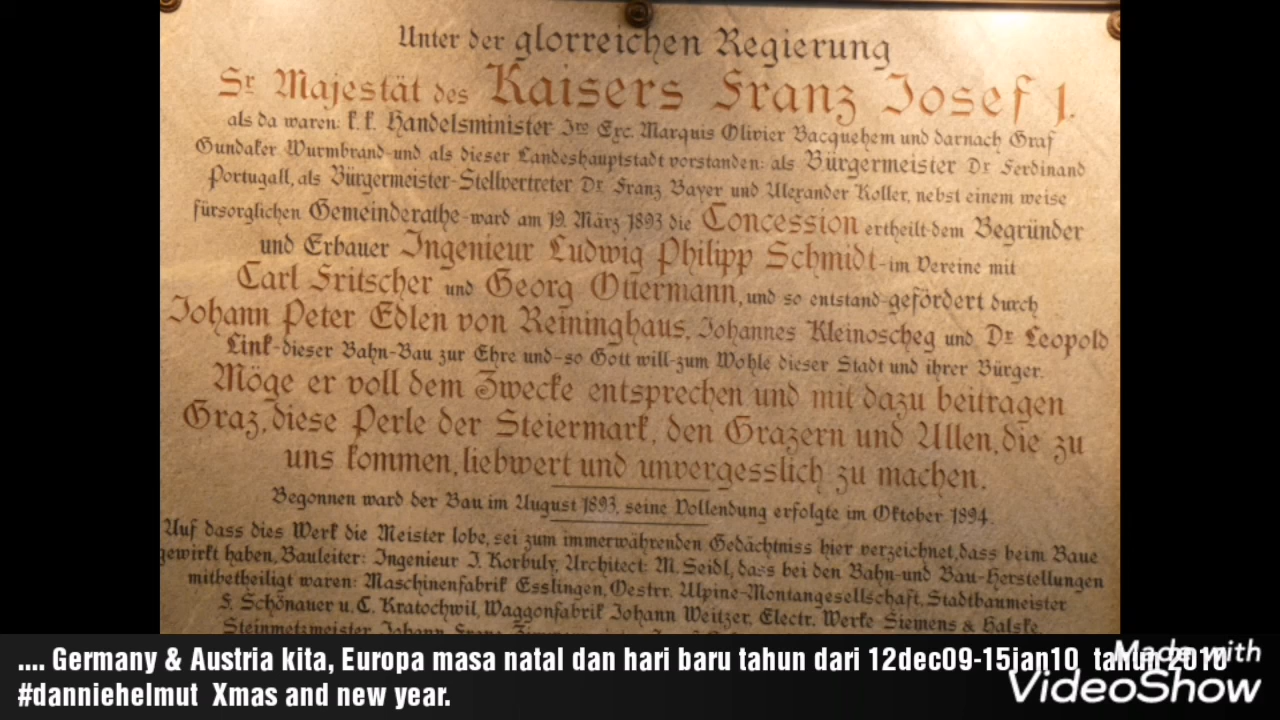 Unter der glorreichen Regierung
Sr Majestät des Kaisers Franz Josef I.
als da waren: k. k. Handelsminister Ire Exc. Marquis Olivier Bacquehem und darnach Graf
Gundaker Wurmbrand und als dieser Landeshauptstadt vorstanden: als Bürgermeister Dr Ferdinand
Portugall, als Bürgermeister-Stellvertreter Dr Franz Bayer und Alexander Koller, nebst einem weise
fürsorglichen Gemeinderathe-ward am 19. März 1893 die Concession ertheilt dem Begründer
und Erbauer Ingenieur Ludwig Philipp Schmidt-im Vereine mit
Carl Fritscher und Georg Ottermann, und so entstand-gefördert durch
Johann Peter Edlen von Reininghaus, Johannes Kleinoscheg und Dr Leopold
Link-dieser Bahn-Bau zur Ehre und-so Gott will-zum Wohle dieser Stadt und ihrer Bürger.
Möge er voll dem Zwecke entsprechen und mit dazu beitragen
Graz, diese Perle der Steiermark, den Grazern und Allen, die zu
uns kommen, liebwert und unvergesslich zu machen.
Begonnen ward der Bau im August 1893, seine Vollendung erfolgte im Oktober 1894.
Auf dass dies Werk die Meister lobe, sei zum immerwährenden Gedächtniss hier verzeichnet, dass beim Baue
gewirkt haben, Bauleiter: Ingenieur J. Korbuly, Architect: M. Seidl, dass bei den Bahn-und Bau-Herstellungen
mitbetheiligt waren: Maschinenfabrik Esslingen, Oestrr. Alpine-Montangesellschaft, Stadtbaumeister
F. Schönauer u. C. Kratochwil, Waggonfabrik Johann Weitzer, Electr. Werke Siemens & Halske,
Steinmetzmeister Johann Franz
.... Germany & Austria kita, Europa masa natal dan hari baru tahun dari 12dec09-15jan10 tahun 2010
#danniehelmut Xmas and new year.
Made with
VideoShow